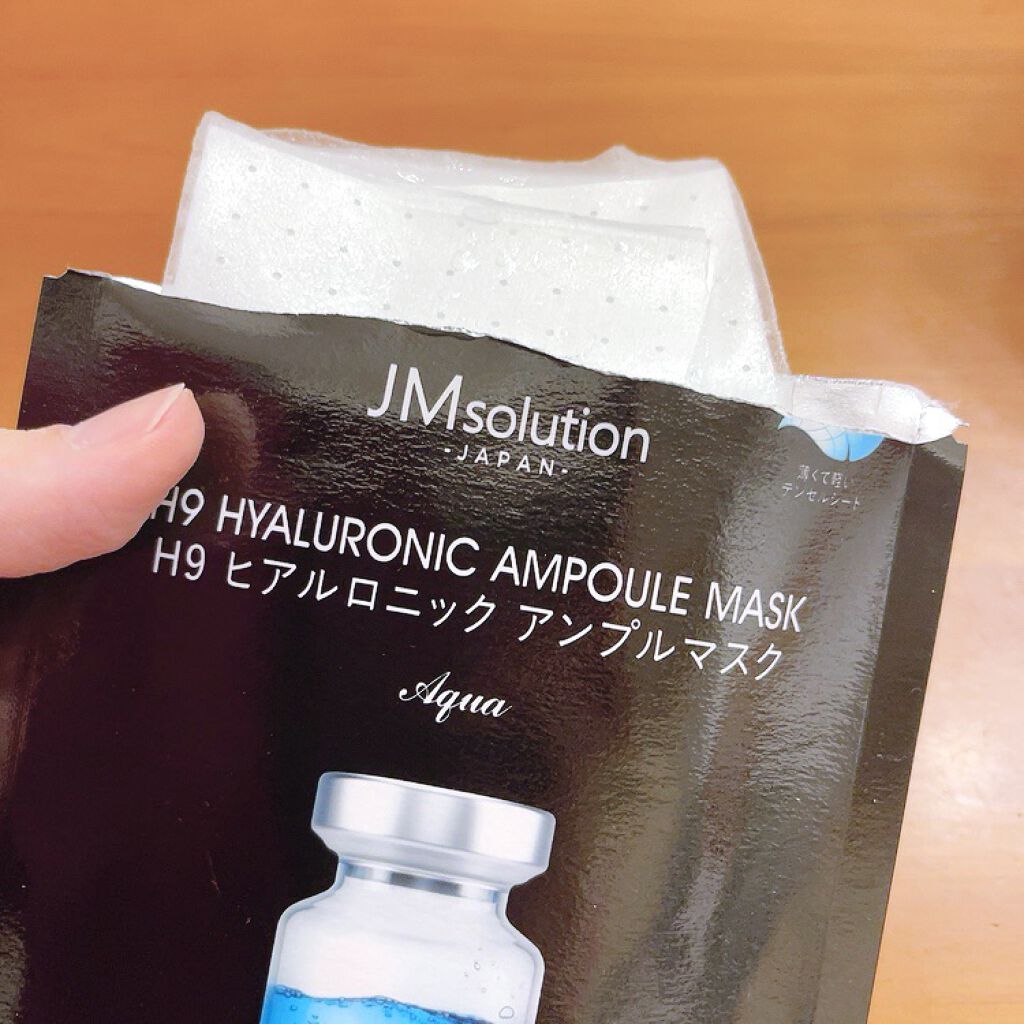 JMsolution
-JAPAN-
薄くて軽い
テンセルシート
H9 HYALURONIC AMPOULE MASK
H9 ヒアルロニック アンプルマスク
Aqua